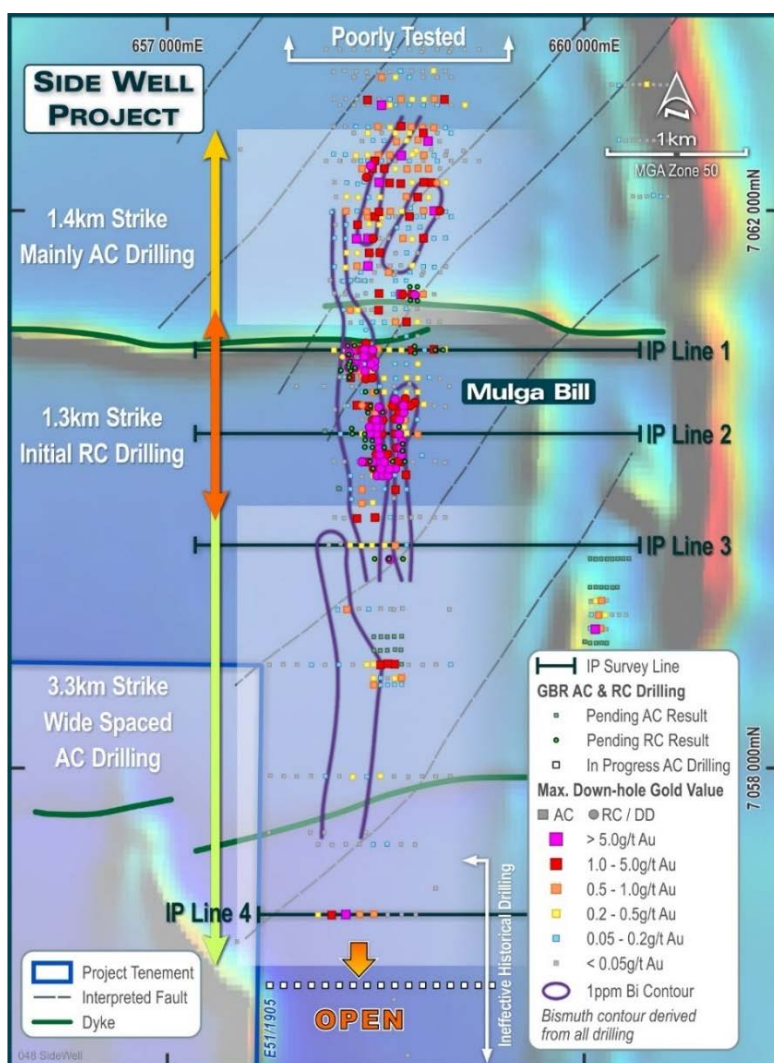 Poorly Tested
657 000mE
660 000mE
SIDE WELL
PROJECT
1km
MGA Zone 50
1.4km Strike
Mainly AC Drilling
7 062 000mN
IP Line 1
Mulga Bill
1.3km Strike
Initial RC Drilling
IP Line 2
IP Line 3
3.3km Strike
Wide Spaced
AC Drilling
7 058 000mN
IP Survey Line
GBR AC & RC Drilling
Pending AC Result
Pending RC Result
In Progress AC Drilling
Max. Down-hole Gold Value
AC RC / DD
> 5.0g/t Au
1.0 - 5.0g/t Au
0.5 - 1.0g/t Au
0.2 - 0.5g/t Au
0.05 - 0.2g/t Au
< 0.05g/t Au
1ppm Bi Contour
Bismuth contour derived
from all drilling
IP Line 4
Ineffective Historical Drilling
Project Tenement
Interpreted Fault
Dyke
E51/1905
OPEN
048 SideWell